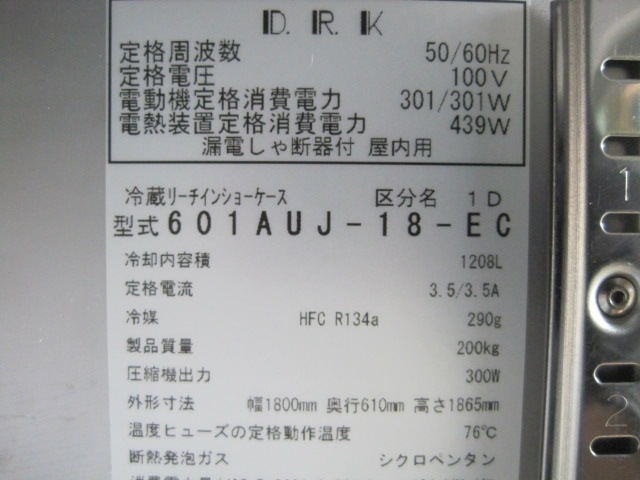 D. R. K
定格周波数 50/60Hz
定格電圧 100V
電動機定格消費電力 301/301W
電熱装置定格消費電力 439W
漏電しゃ断器付 屋内用
冷蔵リーチインショーケース 区分名 1D
型式 601AUJ-18-EC
冷却内容積 1208L
定格電流 3.5/3.5A
冷媒 HFC R134a 290g
製品質量 200kg
圧縮機出力 300W
外形寸法 幅1800mm 奥行610mm 高さ1865mm
温度ヒューズの定格動作温度 76℃
断熱発泡ガス シクロペンタン
1
2